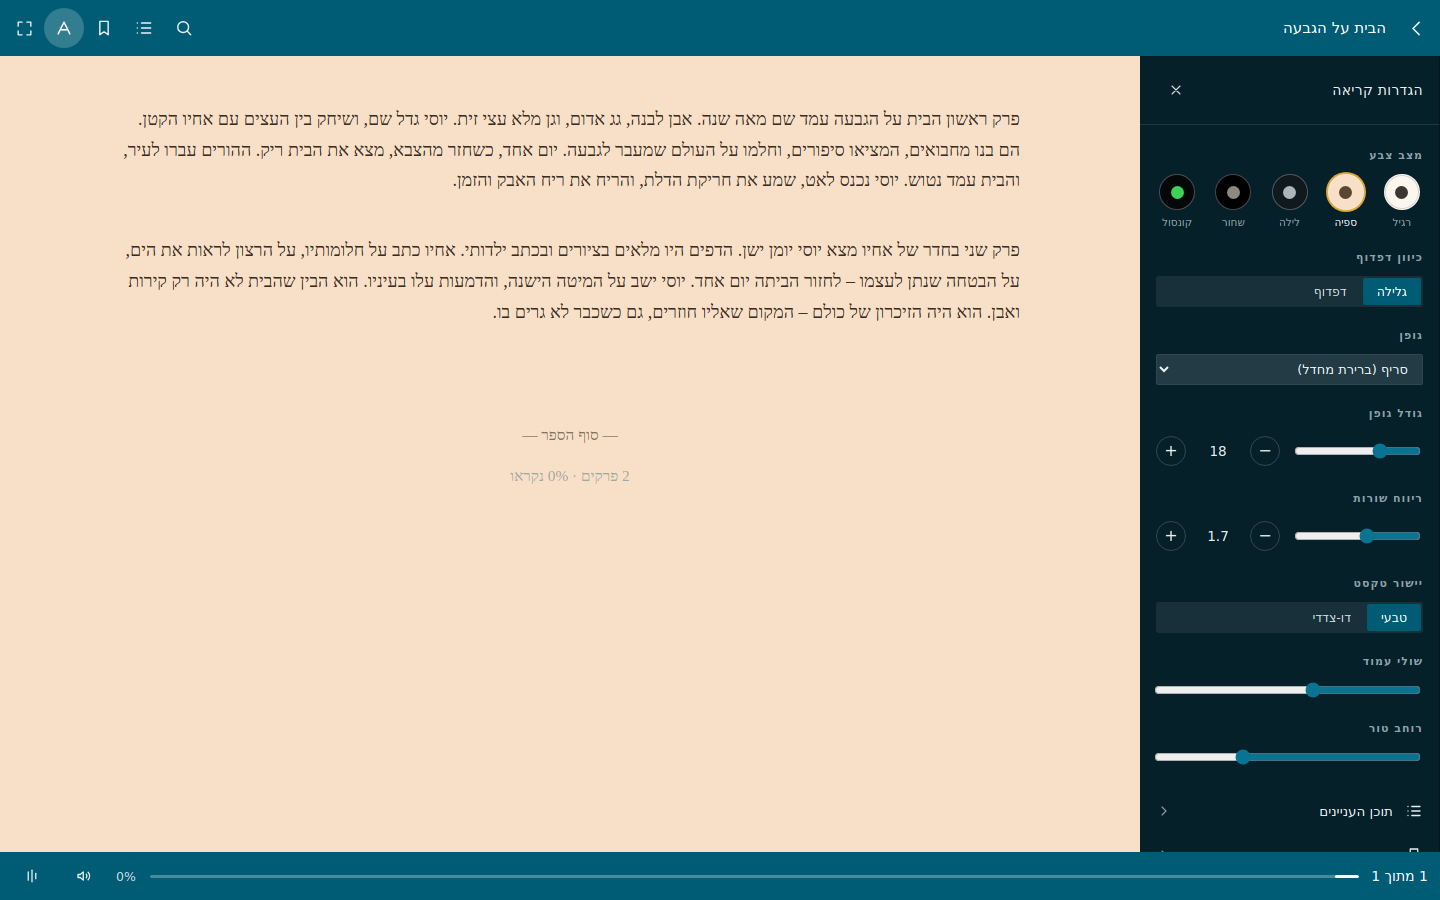 הבית על הגבעה
הגדרות קריאה
מצב צבע
רגיל
ספיה
לילה
שחור
קונסול
כיוון דפדוף
גלילה
דפדוף
גופן
סריף (ברירת מחדל)
גודל גופן
18
ריווח שורות
1.7
יישור טקסט
טבעי
דו-צדדי
שולי עמוד
רוחב טור
תוכן העניינים
פרק ראשון הבית על הגבעה עמד שם מאה שנה. אבן לבנה, גג אדום, וגן מלא עצי זית. יוסי גדל שם, ושיחק בין העצים עם אחיו הקטן.
הם בנו מחבואים, המציאו סיפורים, וחלמו על העולם שמעבר לגבעה. יום אחד, כשחזר מהצבא, מצא את הבית ריק. ההורים עברו לעיר,
והבית עמד נטוש. יוסי נכנס לאט, שמע את חריקת הדלת, והריח את ריח האבק והזמן.
פרק שני בחדר של אחיו מצא יוסי יומן ישן. הדפים היו מלאים בציורים ובכתב ילדותי. אחיו כתב על חלומותיו, על הרצון לראות את הים,
על הבטחה שנתן לעצמו – לחזור הביתה יום אחד. יוסי ישב על המיטה הישנה, והדמעות עלו בעיניו. הוא הבין שהבית לא היה רק קירות
ואבן. הוא היה הזיכרון של כולם – המקום שאליו חוזרים, גם כשכבר לא גרים בו.
— סוף הספר —
2 פרקים · 0% נקראו
1 מתוך 1
0%